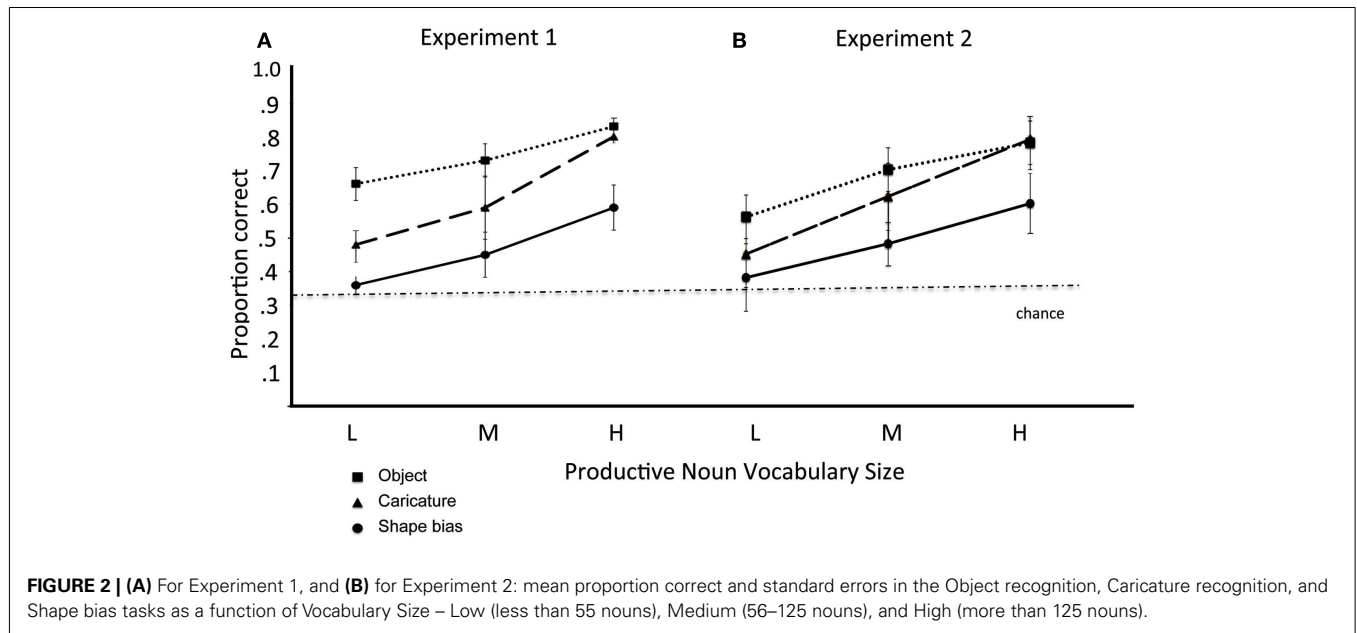 A
Experiment 1
B
Experiment 2
Proportion correct
1.0
.9
.8
.7
.6
.5
.4
.3
.2
.1
chance
L
M
H
L
M
H
Productive Noun Vocabulary Size
Object
Caricature
Shape bias
FIGURE 2 | (A) For Experiment 1, and (B) for Experiment 2: mean proportion correct and standard errors in the Object recognition, Caricature recognition, and
Shape bias tasks as a function of Vocabulary Size – Low (less than 55 nouns), Medium (56–125 nouns), and High (more than 125 nouns).